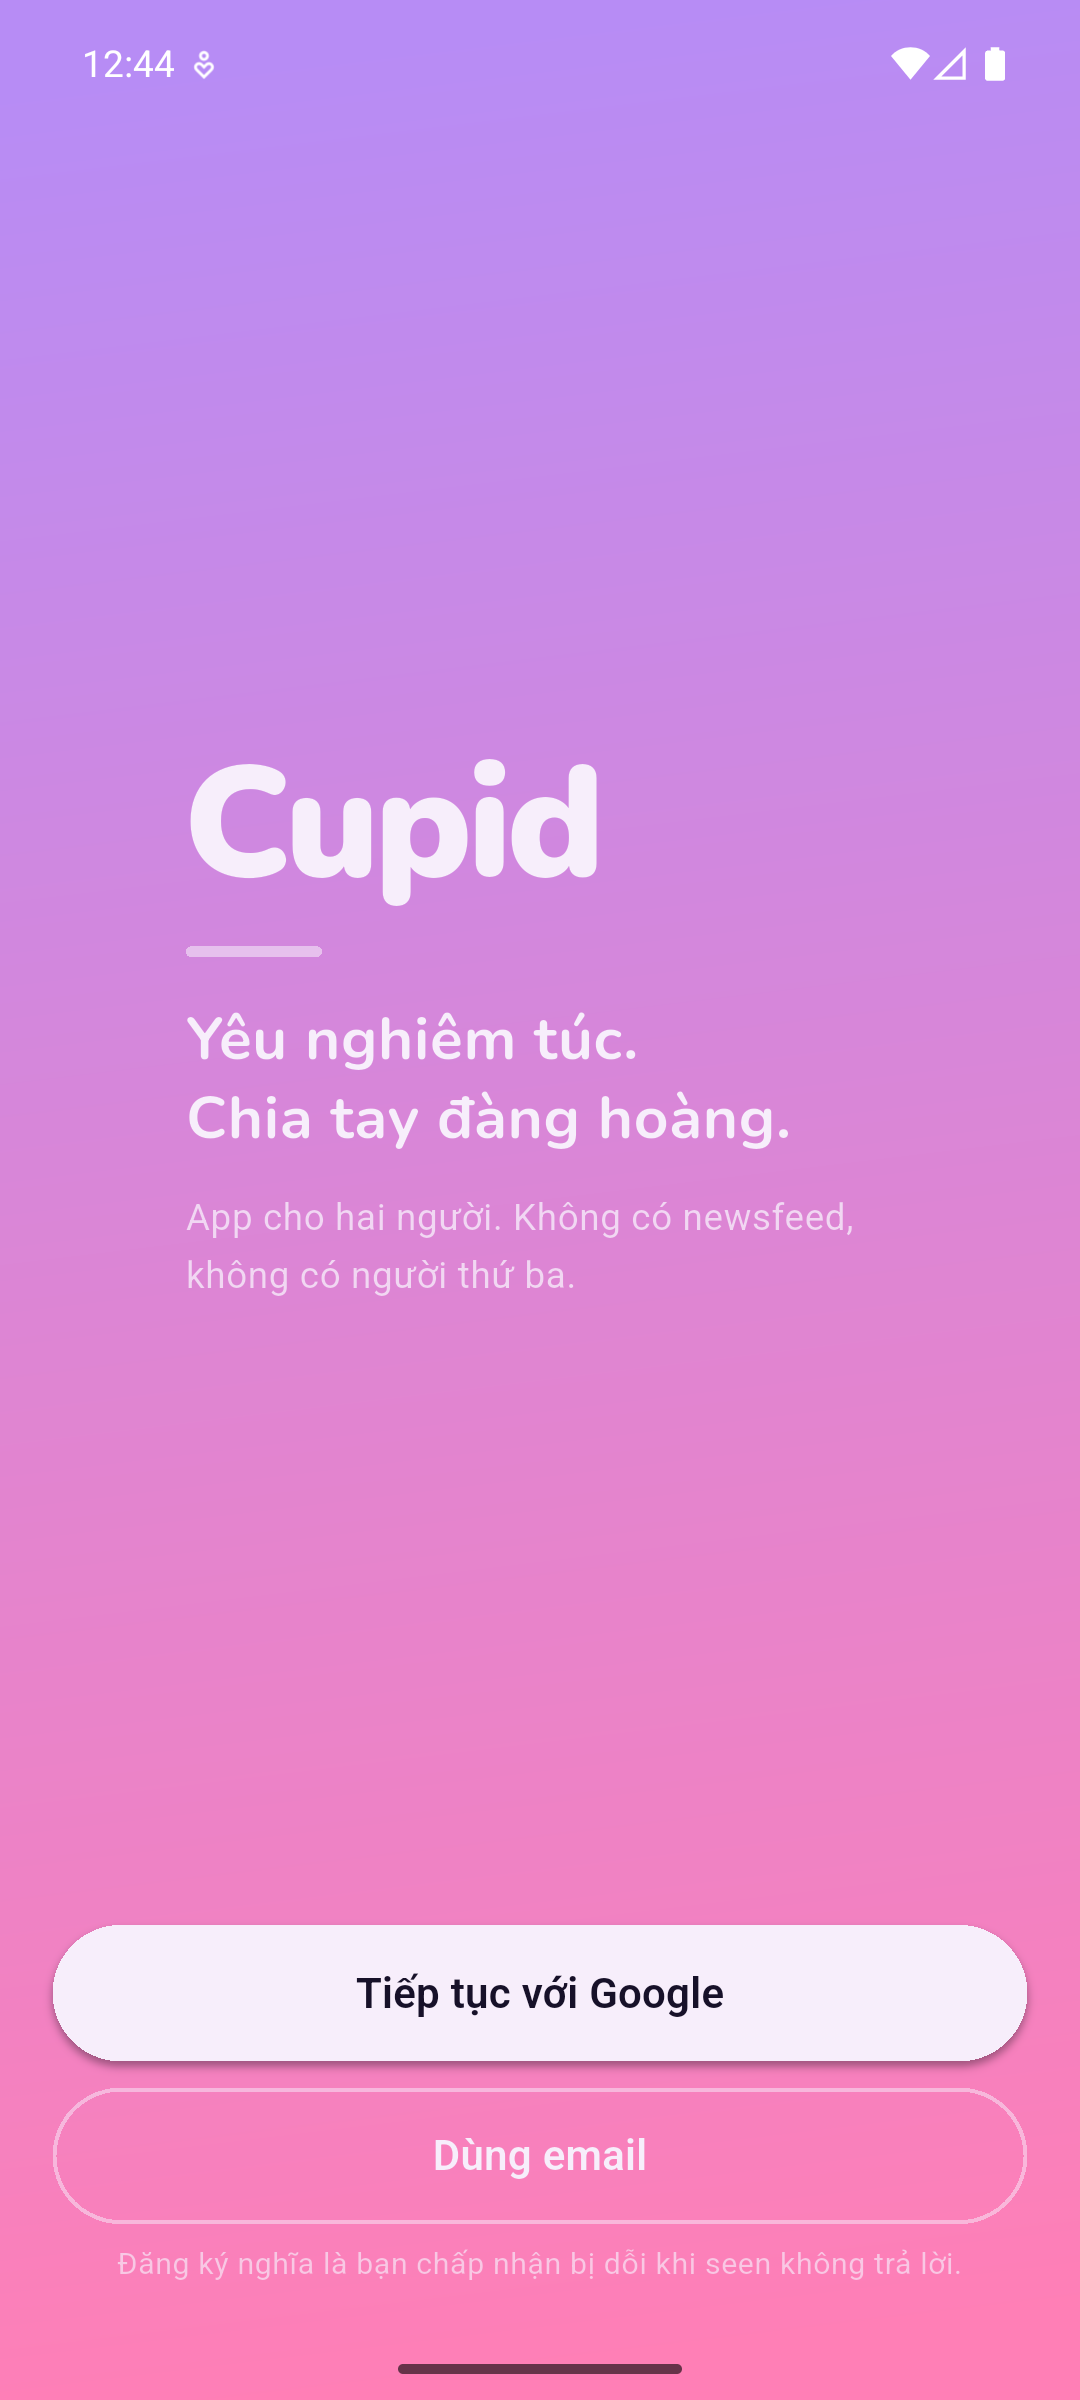 12:44
Cupid
Yêu nghiêm túc.
Chia tay đàng hoàng.
App cho hai người. Không có newsfeed,
không có người thứ ba.
Tiếp tục với Google
Dùng email
Đăng ký nghĩa là bạn chấp nhận bị dỗi khi seen không trả lời.